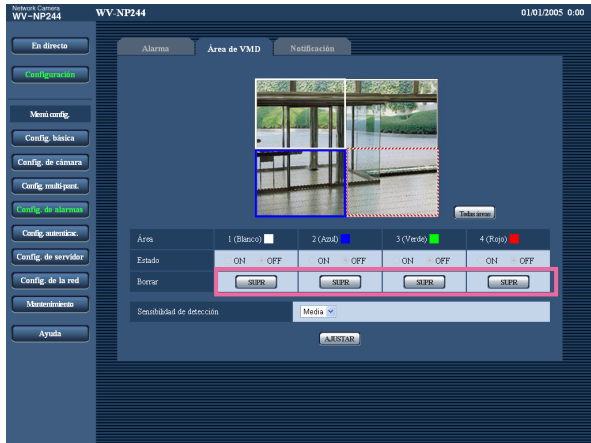 Network Camera
WV-NP244
WV-NP244
01/01/2005 0:00
En directo
Configuración
Menú config.
Config. básica
Config. de cámara
Config. multi-pant.
Config. de alarmas
Config. autenticac.
Config. de servidor
Config. de la red
Mantenimiento
Ayuda
Alarma
Área de VMD
Notificación
Todas áreas
Área 1 (Blanco) 2 (Azul) 3 (Verde) 4 (Rojo)
Estado ON OFF ON OFF ON OFF ON OFF
Borrar SUPR SUPR SUPR SUPR
Sensibilidad de detección Media
AJUSTAR